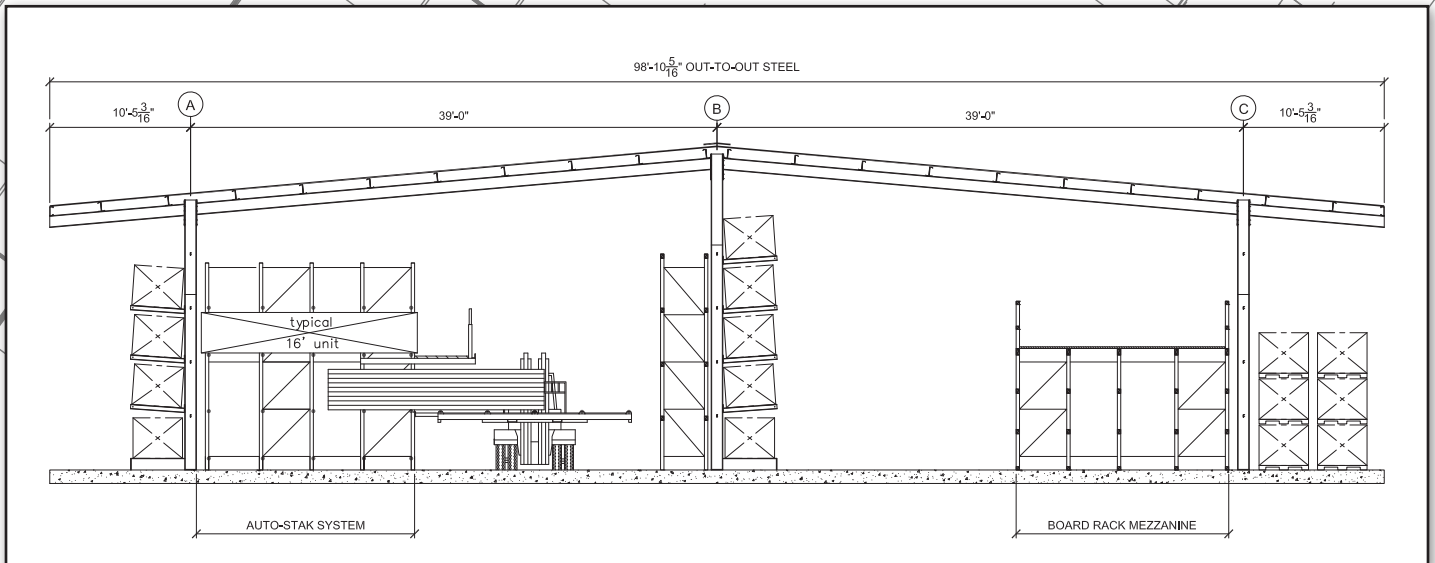 98'-10 5/16" OUT-TO-OUT STEEL
10'-5 3/16" A 39'-0" B 39'-0" C 10'-5 3/16"
typical
16' unit
AUTO-STAK SYSTEM BOARD RACK MEZZANINE